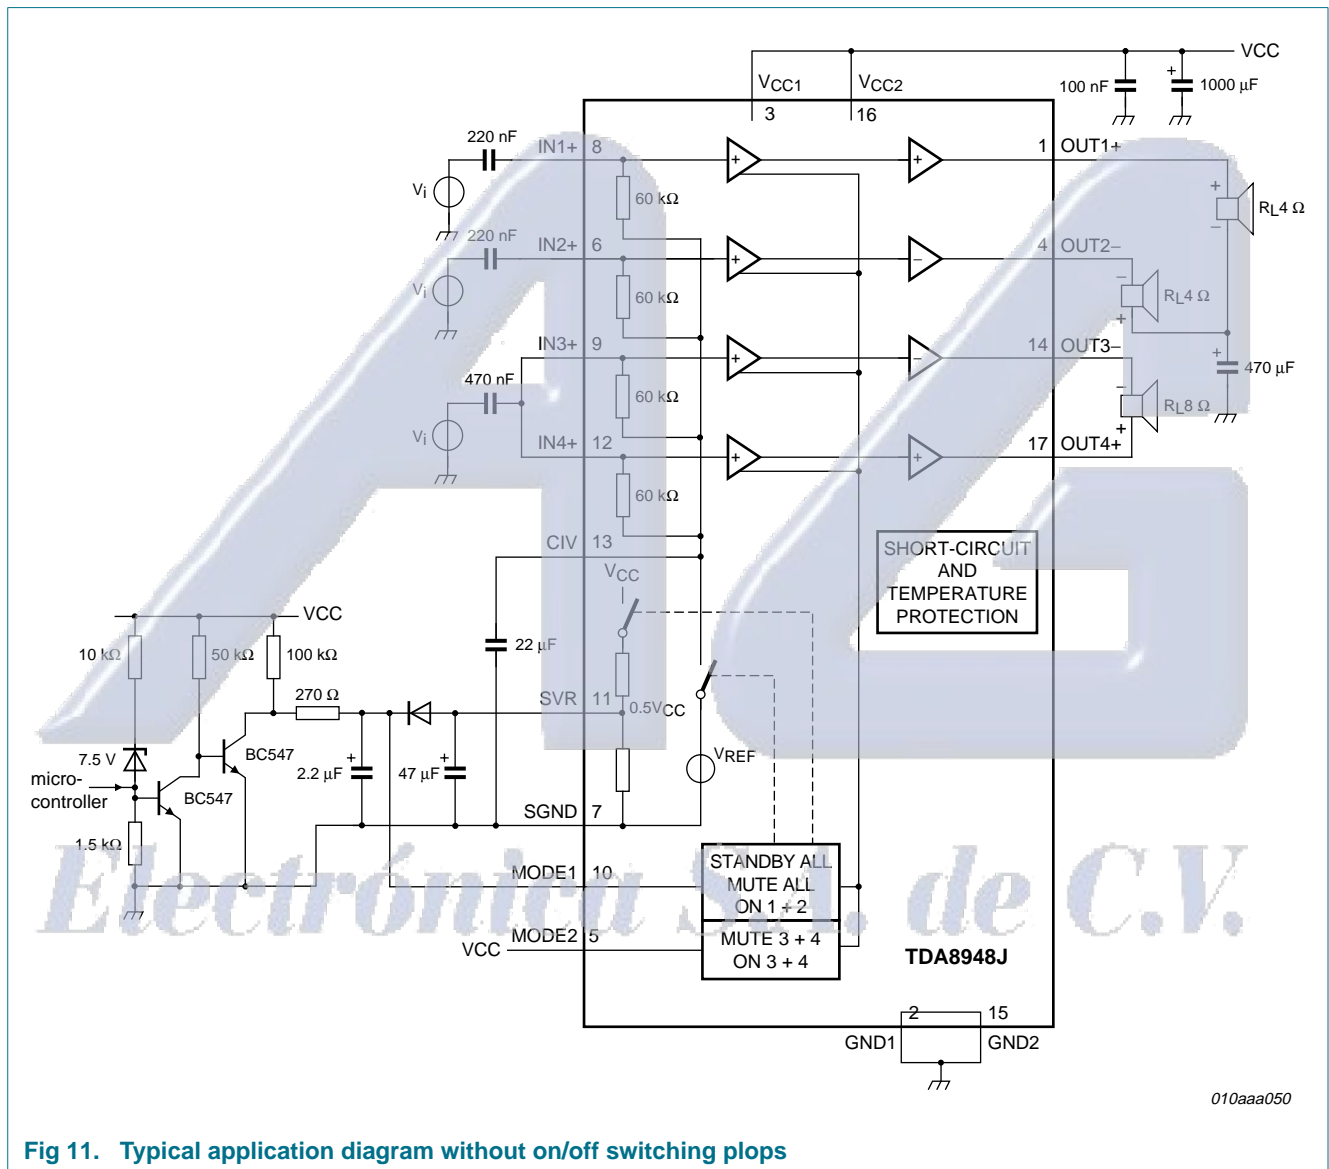 VCC
VCC1
VCC2
100 nF
+
1000 µF
3
16
220 nF
IN1+
8
+
+
1
OUT1+
Vi
60 kΩ
+
−
RL4 Ω
220 nF
IN2+
6
+
−
4
OUT2−
Vi
60 kΩ
−
+
RL4 Ω
IN3+
9
+
−
14
OUT3−
470 nF
60 kΩ
+
470 µF
−
+
RL8 Ω
Vi
IN4+
12
+
+
17
OUT4+
60 kΩ
CIV
13
VCC
SHORT-CIRCUIT
AND
TEMPERATURE
PROTECTION
VCC
10 kΩ
50 kΩ
100 kΩ
22 µF
270 Ω
SVR
11
0.5VCC
7.5 V
BC547
+
2.2 µF
+
47 µF
VREF
micro-
controller
BC547
SGND
7
1.5 kΩ
MODE1
10
STANDBY ALL
MUTE ALL
ON 1 + 2
VCC
MODE2
5
MUTE 3 + 4
ON 3 + 4
TDA8948J
AG
Electrónica S.A. de C.V.
2
15
GND1
GND2
010aaa050
Fig 11. Typical application diagram without on/off switching plops